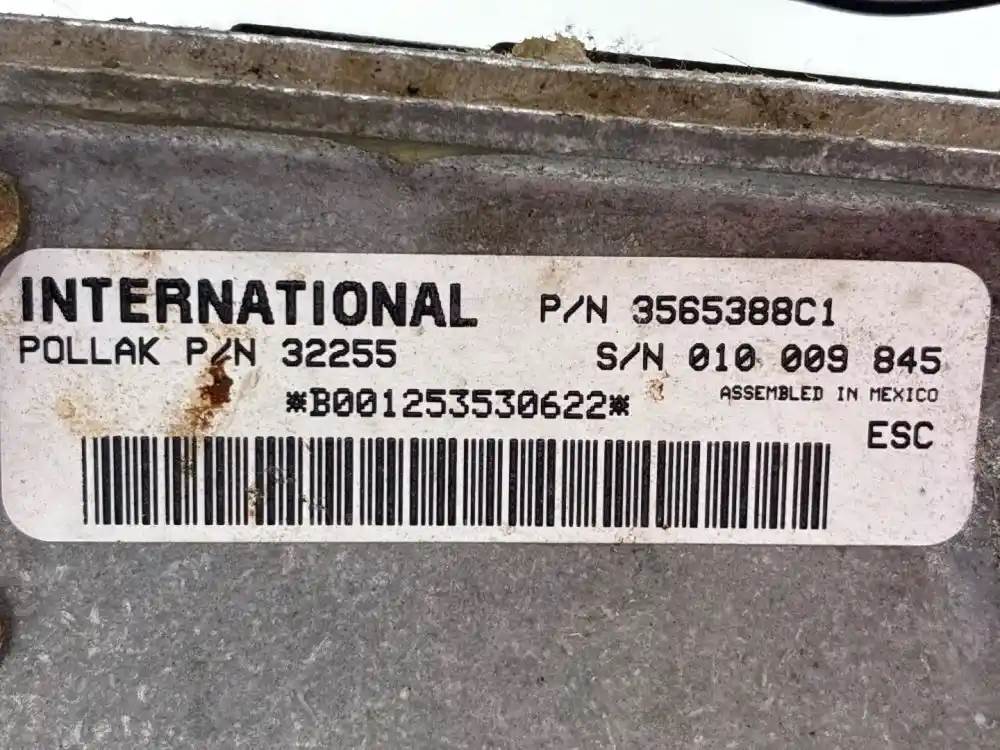 INTERNATIONAL P/N 3565388C1
POLLAK P/N 32255 S/N 010 009 845
ASSEMBLED IN MEXICO
*B001253530622*
ESC